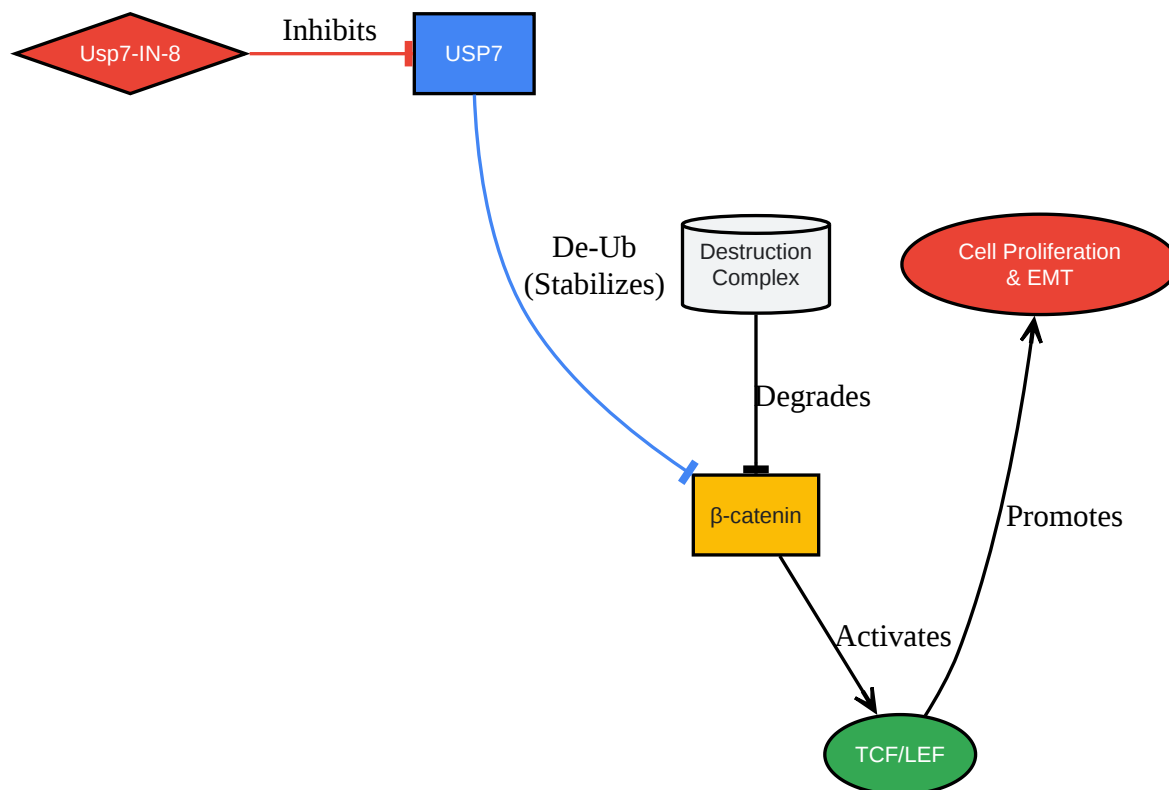 Inhibits
Usp7-IN-8
USP7
De-Ub
(Stabilizes)
Destruction
Complex
Cell Proliferation
& EMT
Degrades
β-catenin
Promotes
Activates
TCF/LEF